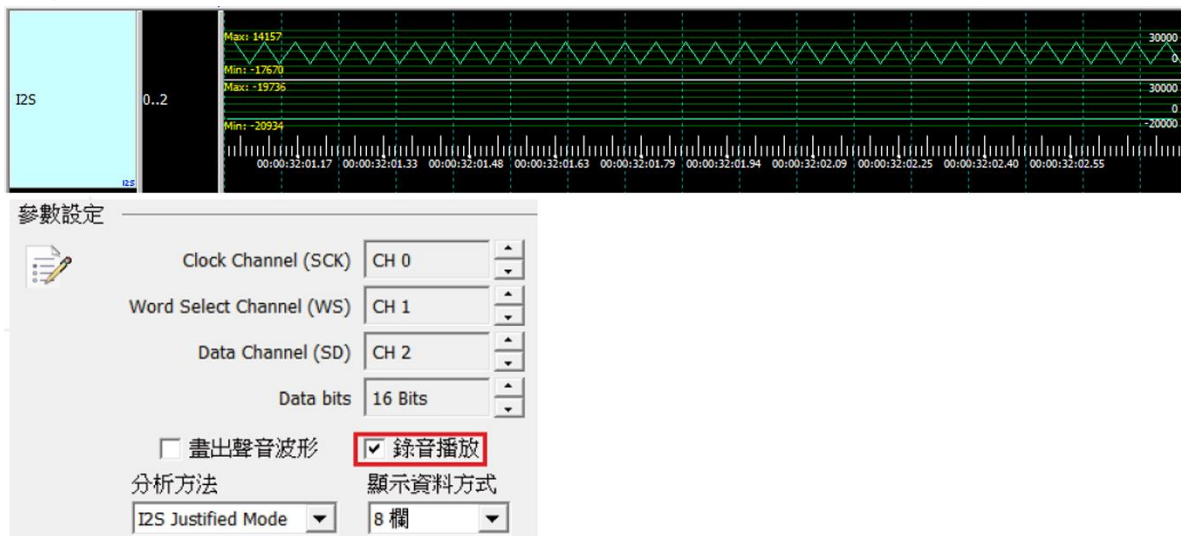 Max: 14157
30000
0
Min: -17670
Max: -19736
30000
I2S
0..2
0
Min: -20934
-20000
00:00:32:01.17 00:00:32:01.33 00:00:32:01.48 00:00:32:01.63 00:00:32:01.79 00:00:32:01.94 00:00:32:02.09 00:00:32:02.25 00:00:32:02.40 00:00:32:02.55
I2S
參數設定
Clock Channel (SCK) CH 0
Word Select Channel (WS) CH 1
Data Channel (SD) CH 2
Data bits 16 Bits
畫出聲音波形 錄音播放
分析方法 顯示資料方式
I2S Justified Mode 8 欄